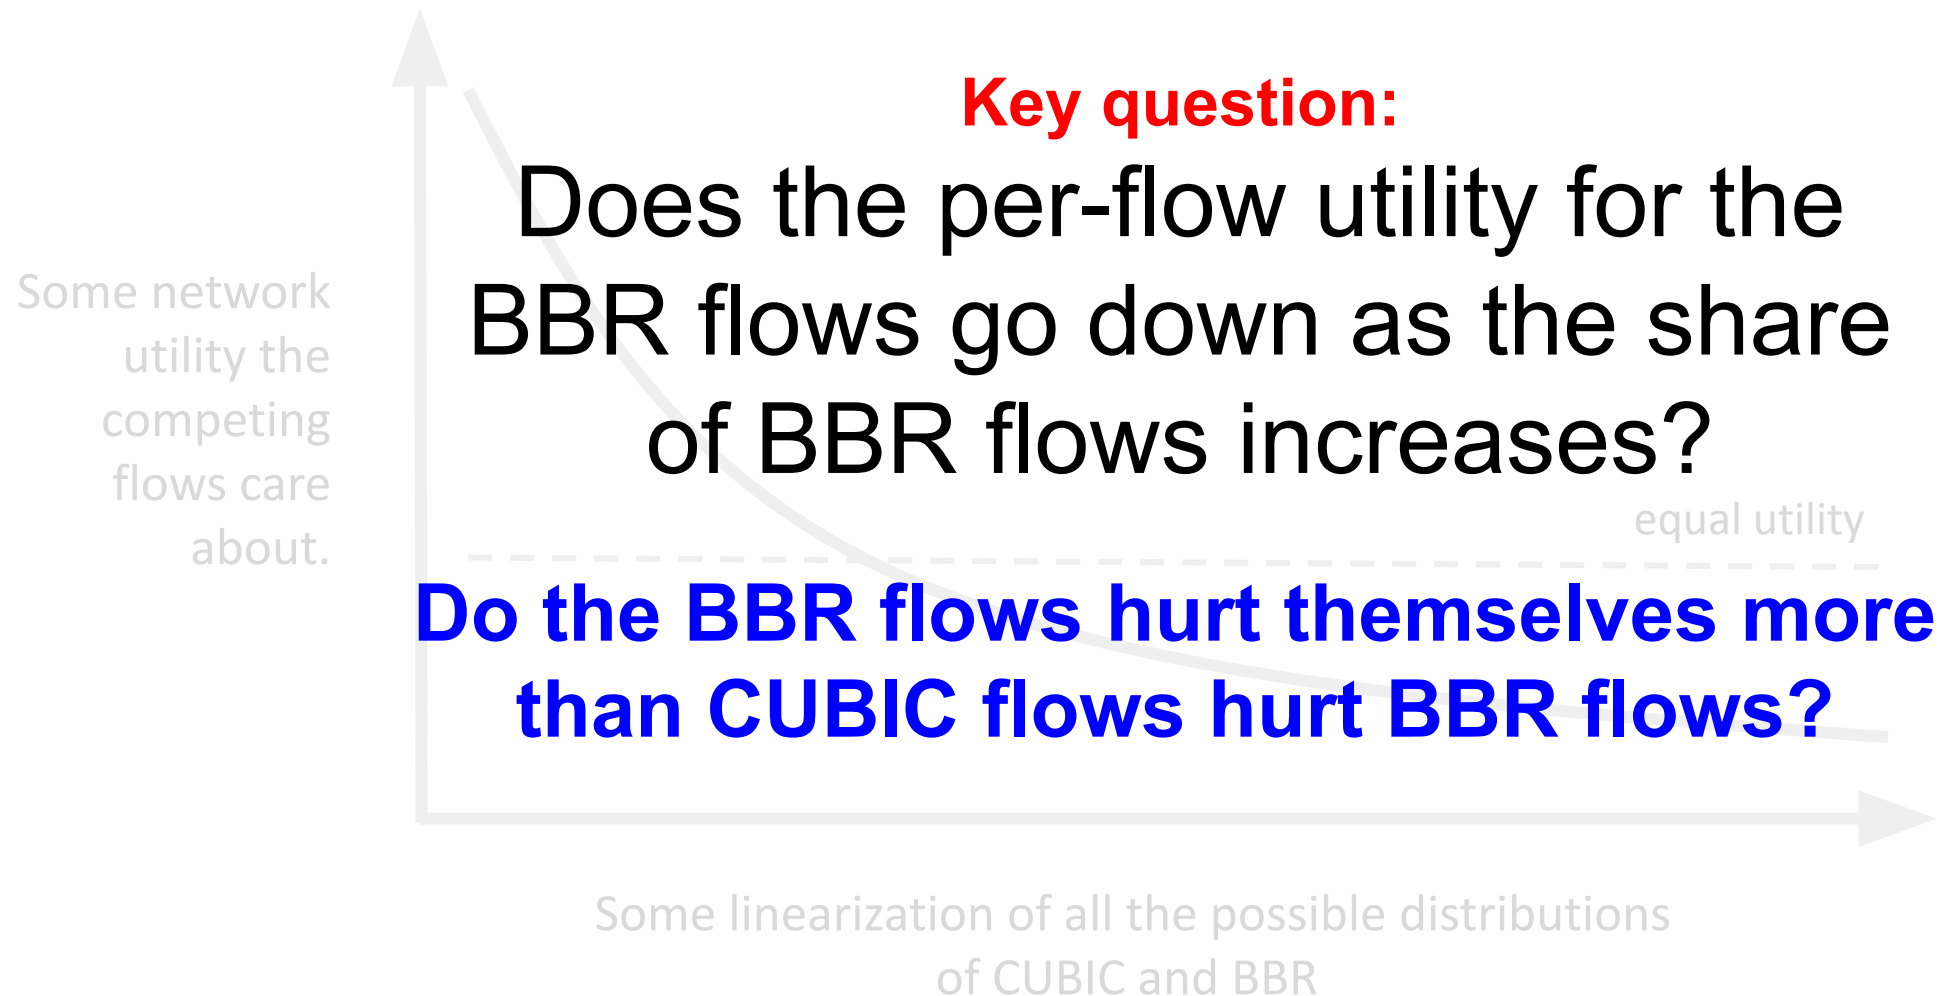 Key question:
Does the per-flow utility for the
BBR flows go down as the share
of BBR flows increases?
Some network
utility the
competing
flows care
about.
equal utility
Do the BBR flows hurt themselves more
than CUBIC flows hurt BBR flows?
Some linearization of all the possible distributions
of CUBIC and BBR